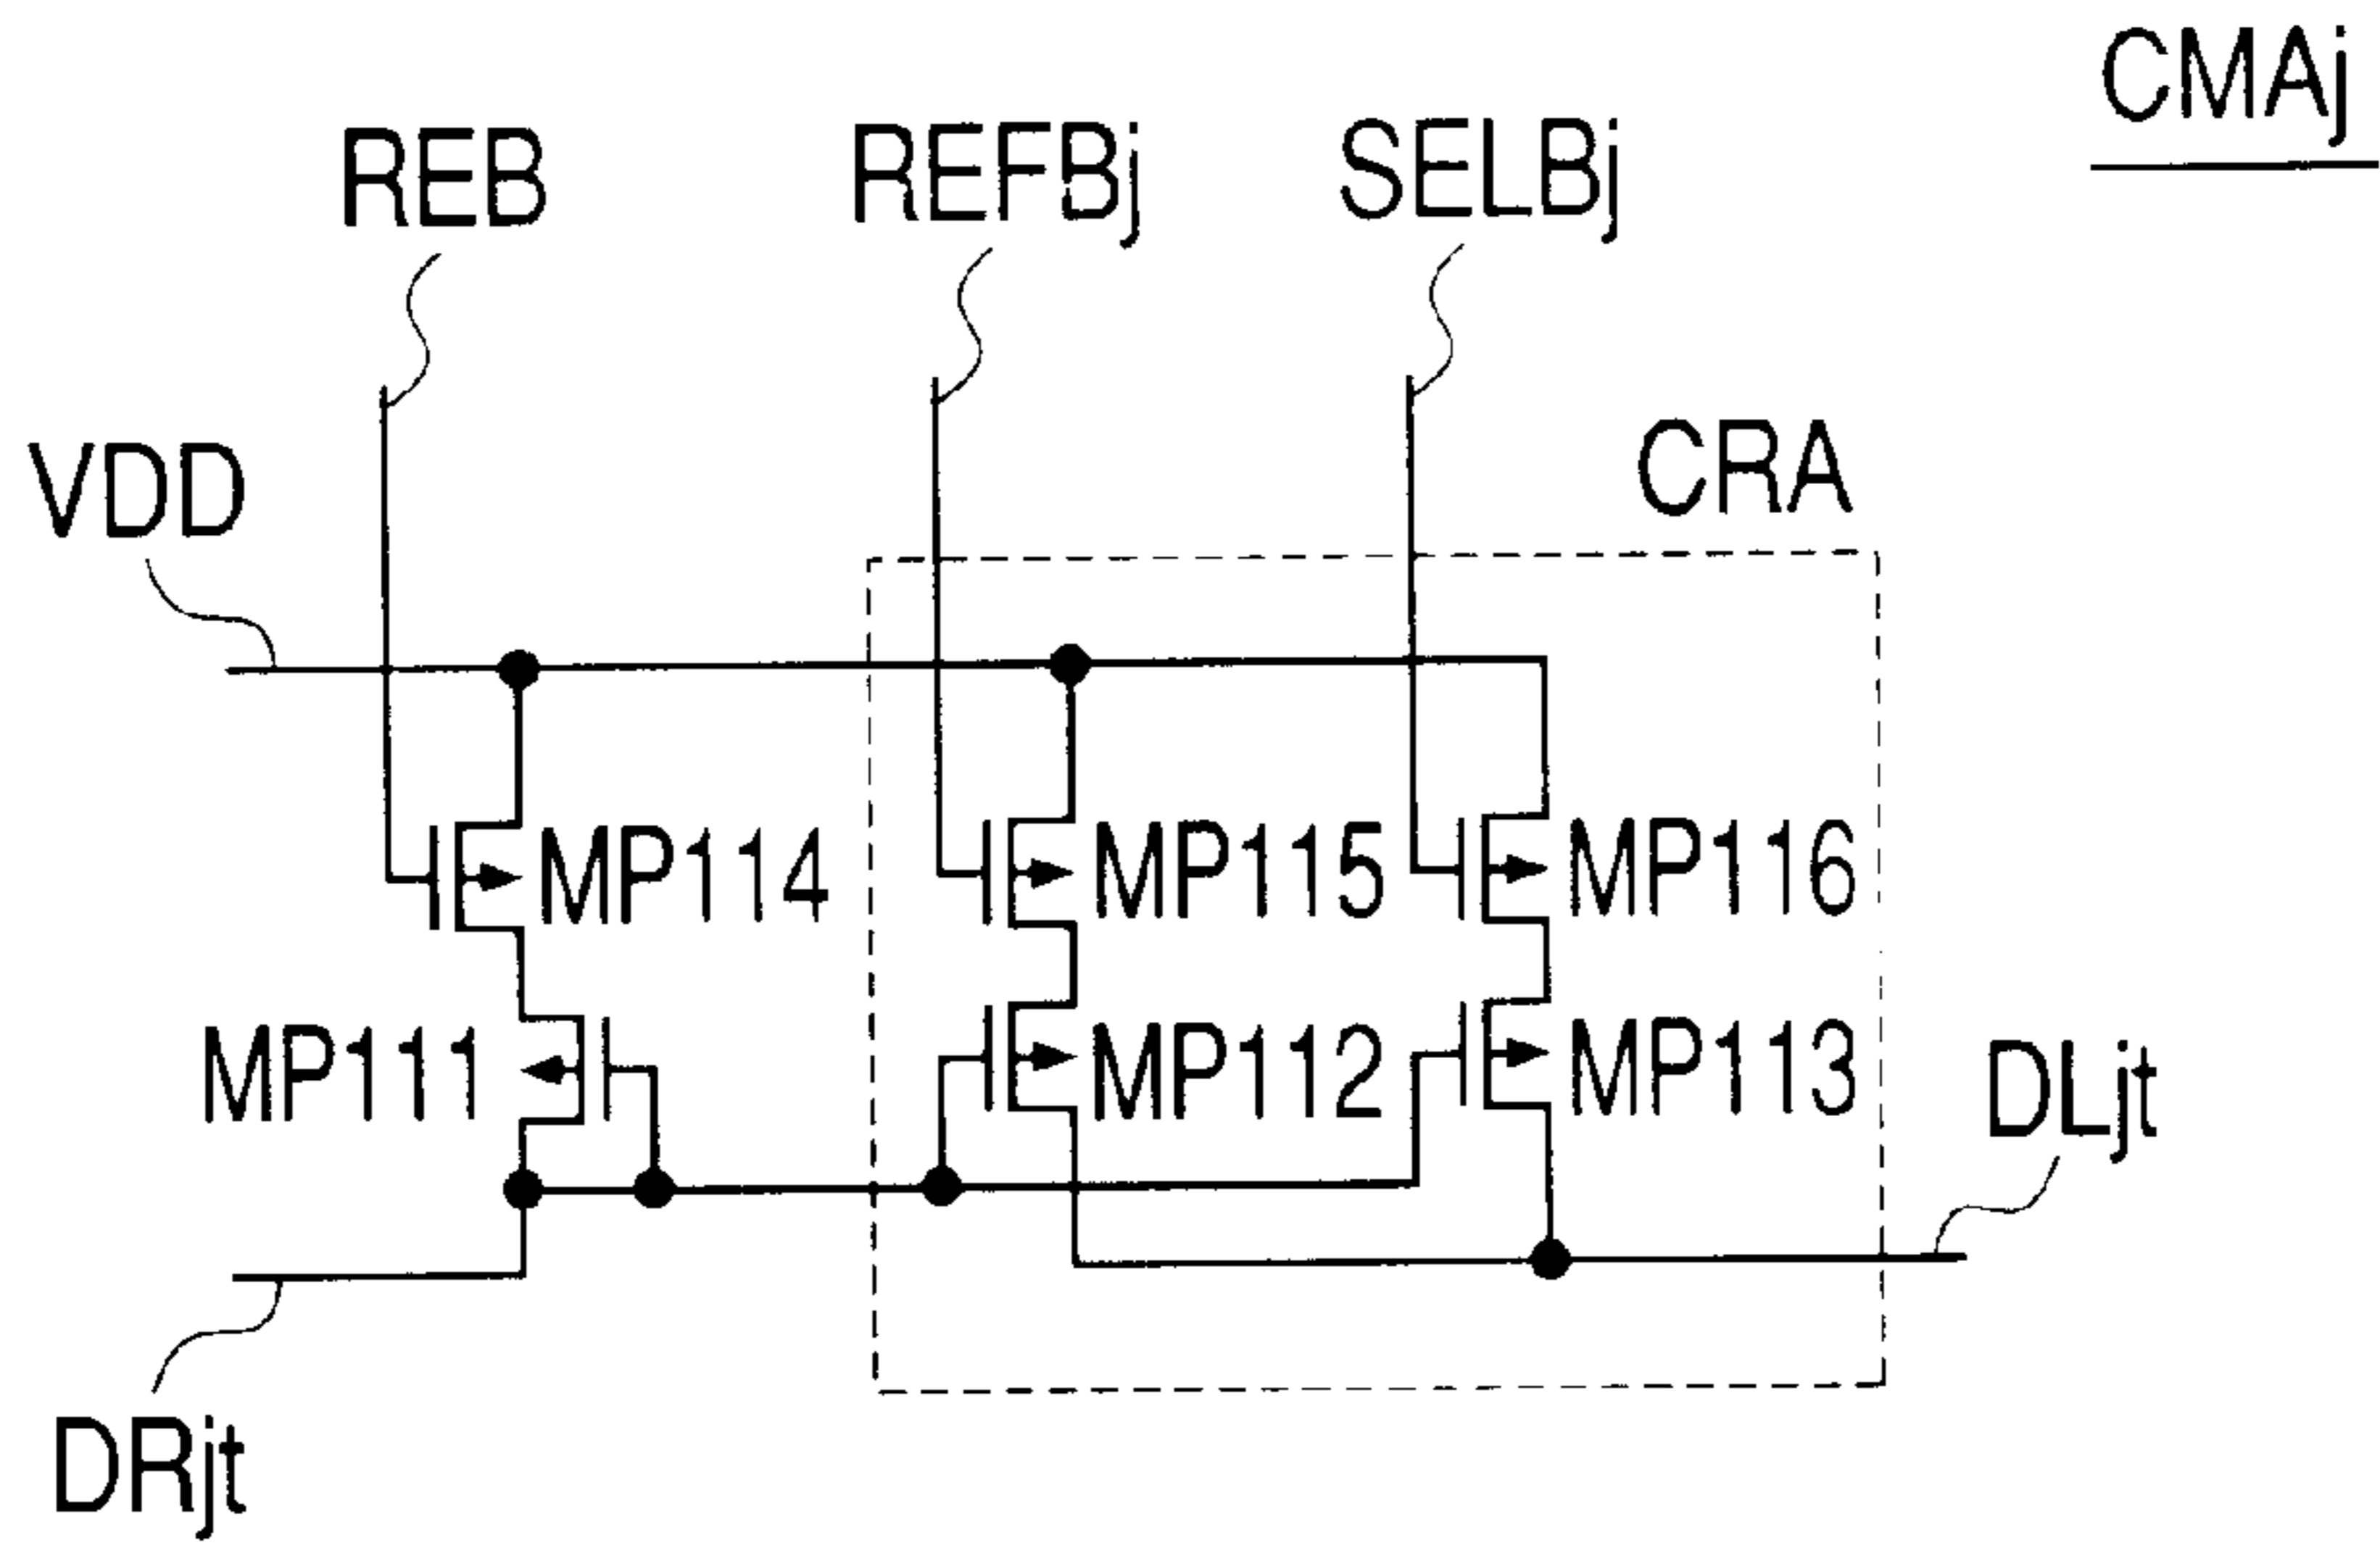 CMAj
REB
REFBj
SELBj
VDD
CRA
MP114
MP115
MP116
MP111
MP112
MP113
DLjt
DRjt